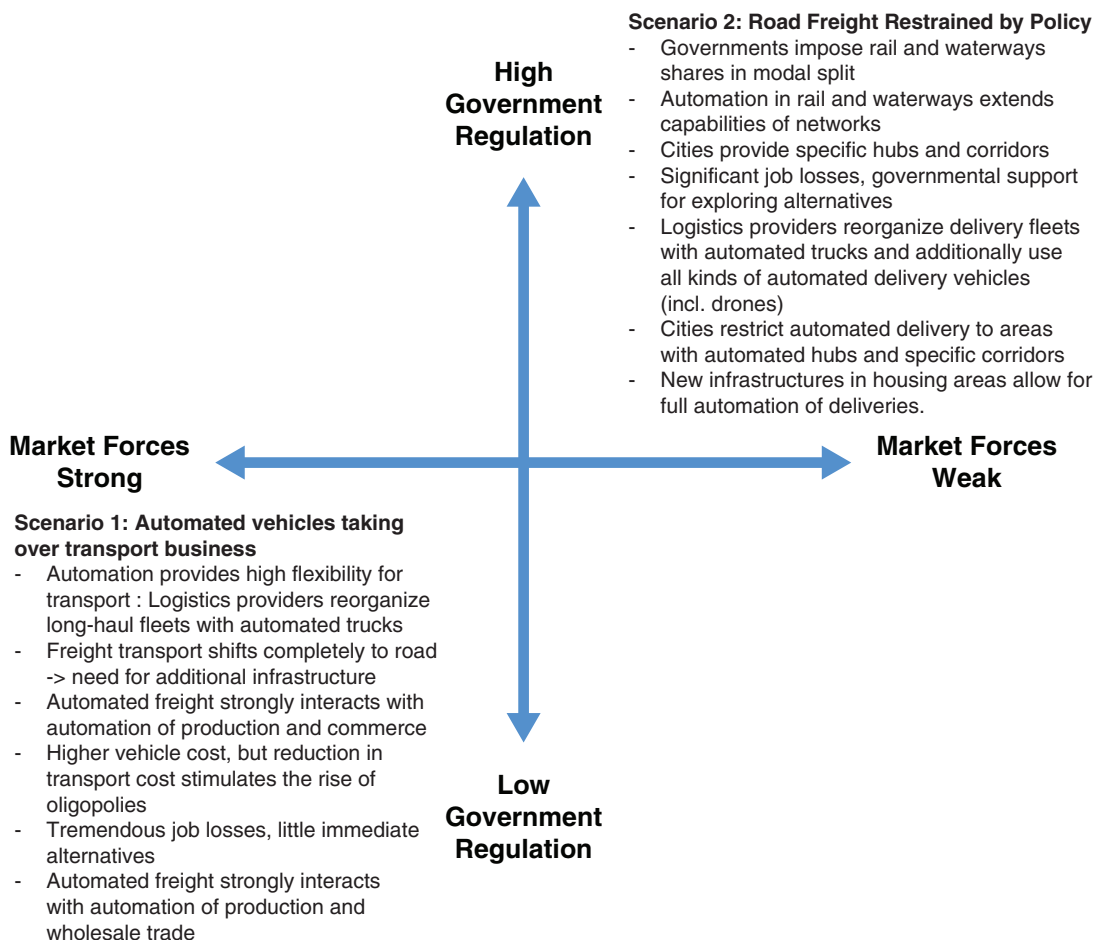 Scenario 2: Road Freight Restrained by Policy
- Governments impose rail and waterways
shares in modal split
- Automation in rail and waterways extends
capabilities of networks
- Cities provide specific hubs and corridors
- Significant job losses, governmental support
for exploring alternatives
- Logistics providers reorganize delivery fleets
with automated trucks and additionally use
all kinds of automated delivery vehicles
(incl. drones)
- Cities restrict automated delivery to areas
with automated hubs and specific corridors
- New infrastructures in housing areas allow for
full automation of deliveries.
High
Government
Regulation
Market Forces
Strong
Market Forces
Weak
Scenario 1: Automated vehicles taking
over transport business
- Automation provides high flexibility for
transport : Logistics providers reorganize
long-haul fleets with automated trucks
- Freight transport shifts completely to road
-> need for additional infrastructure
- Automated freight strongly interacts with
automation of production and commerce
- Higher vehicle cost, but reduction in
transport cost stimulates the rise of
oligopolies
- Tremendous job losses, little immediate
alternatives
- Automated freight strongly interacts
with automation of production and
wholesale trade
Low
Government
Regulation